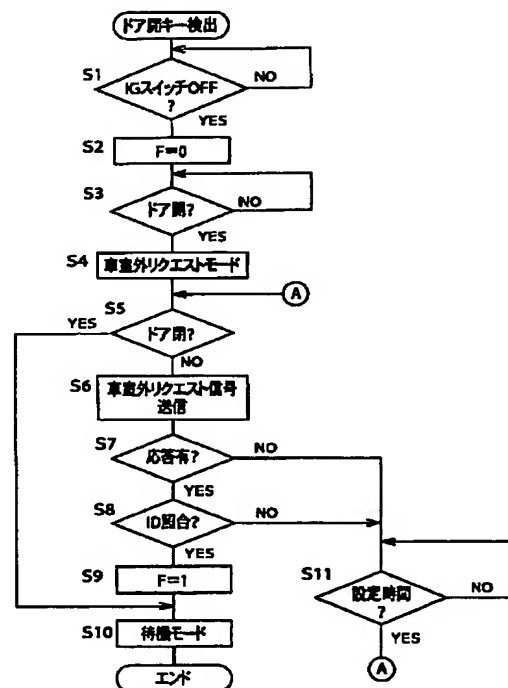 ドア開キー検出
S1
IGスイッチOFF
?
NO
YES
S2
F=0
S3
ドア開?
NO
YES
S4
車室外リクエストモード
A
S5
YES
ドア閉?
NO
S6
車室外リクエスト信号
送信
S7
応答有?
NO
YES
S8
ID照合?
NO
YES
S9
F=1
S11
設定時間
?
NO
YES
S10
待機モード
A
エンド